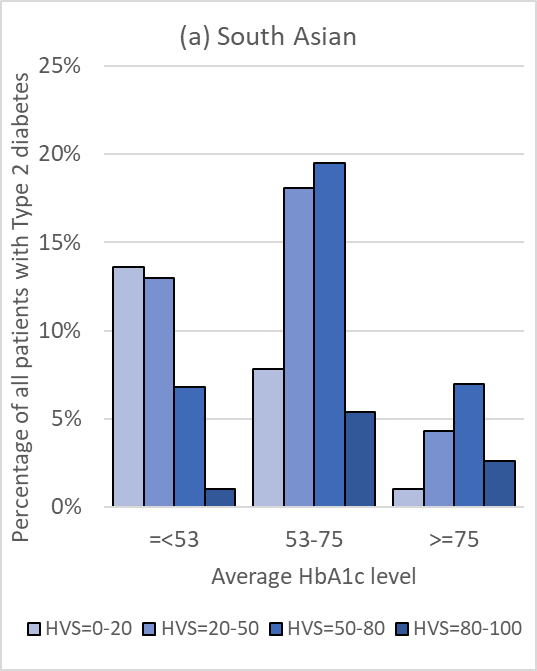 (a) South Asian
Percentage of all patients with Type 2 diabetes
25%
20%
15%
10%
5%
0%
=<53 53-75 >=75
Average HbA1c level
HVS=0-20 HVS=20-50 HVS=50-80 HVS=80-100